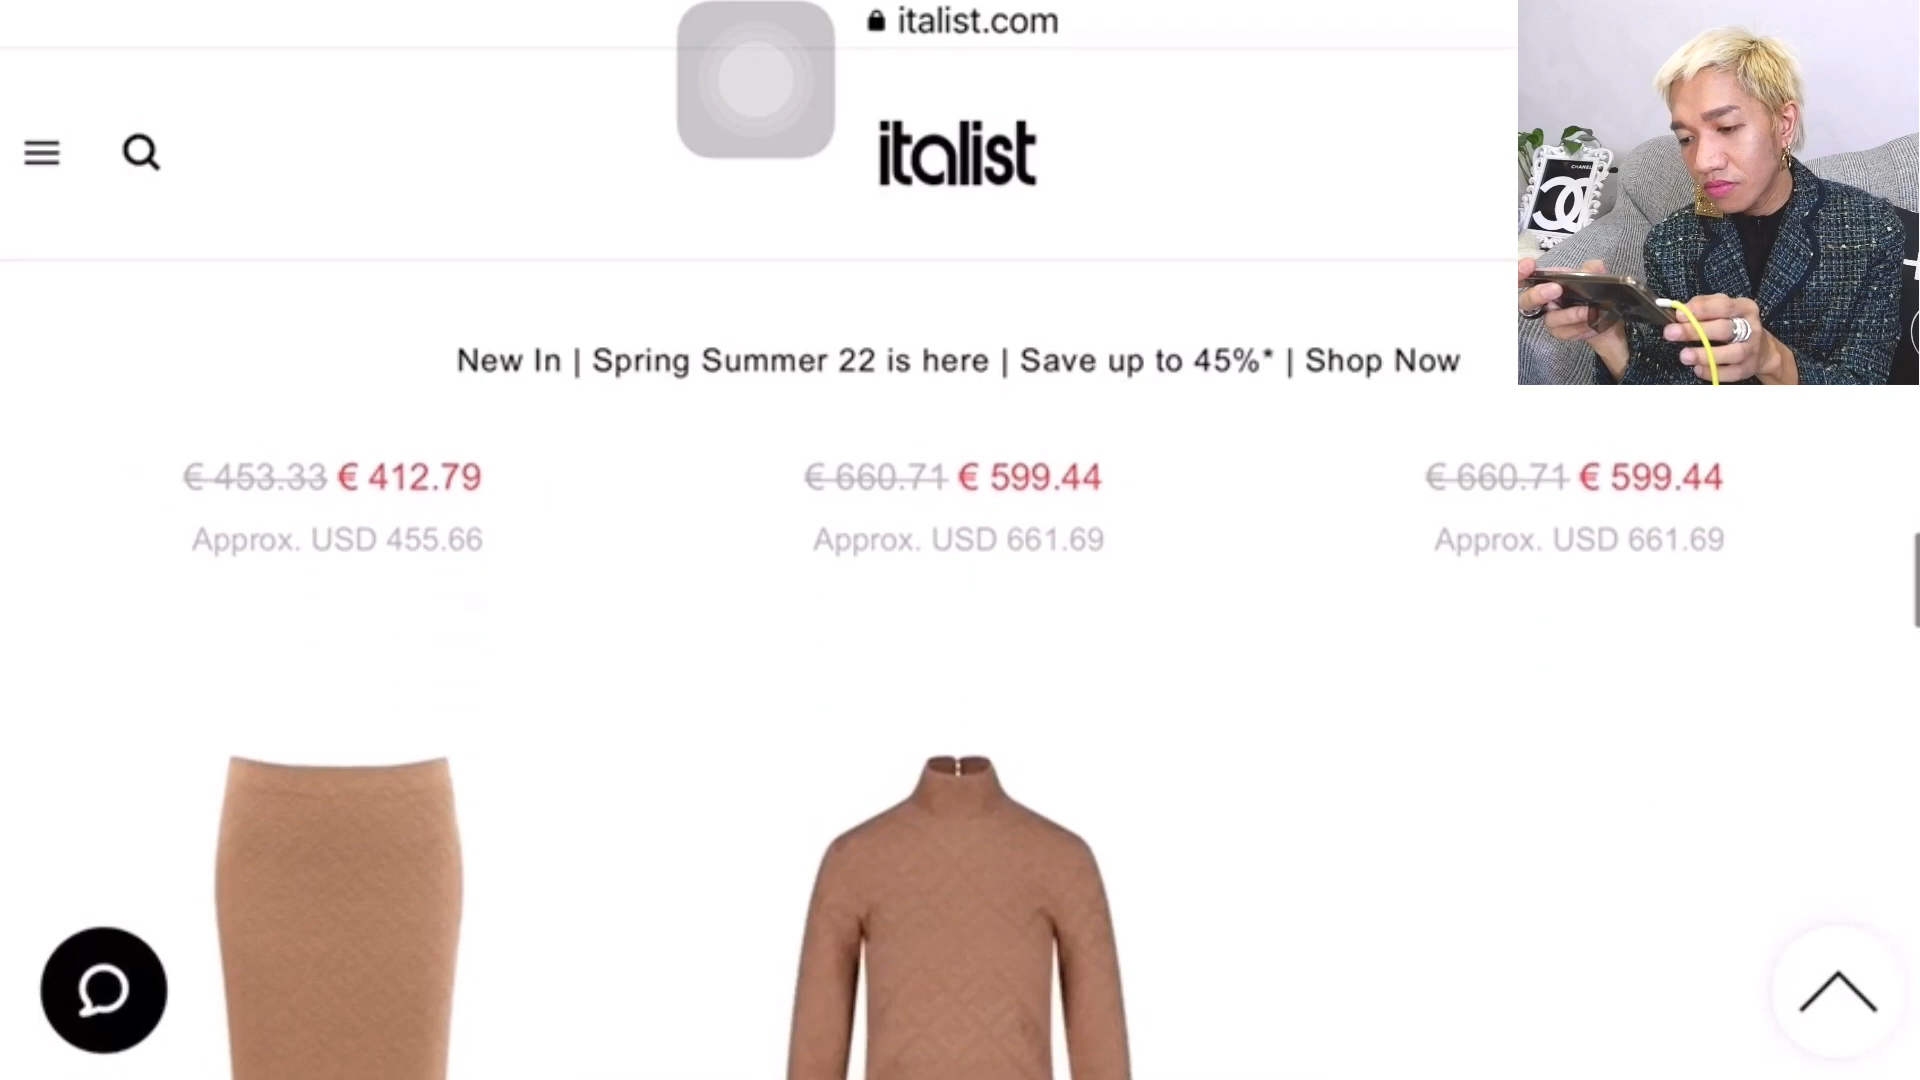 italist.com
italist
New In | Spring Summer 22 is here | Save up to 45%* | Shop Now
€ 453.33 € 412.79
€ 660.71 € 599.44
€ 660.71 € 599.44
Approx. USD 455.66
Approx. USD 661.69
Approx. USD 661.69
CHANEL